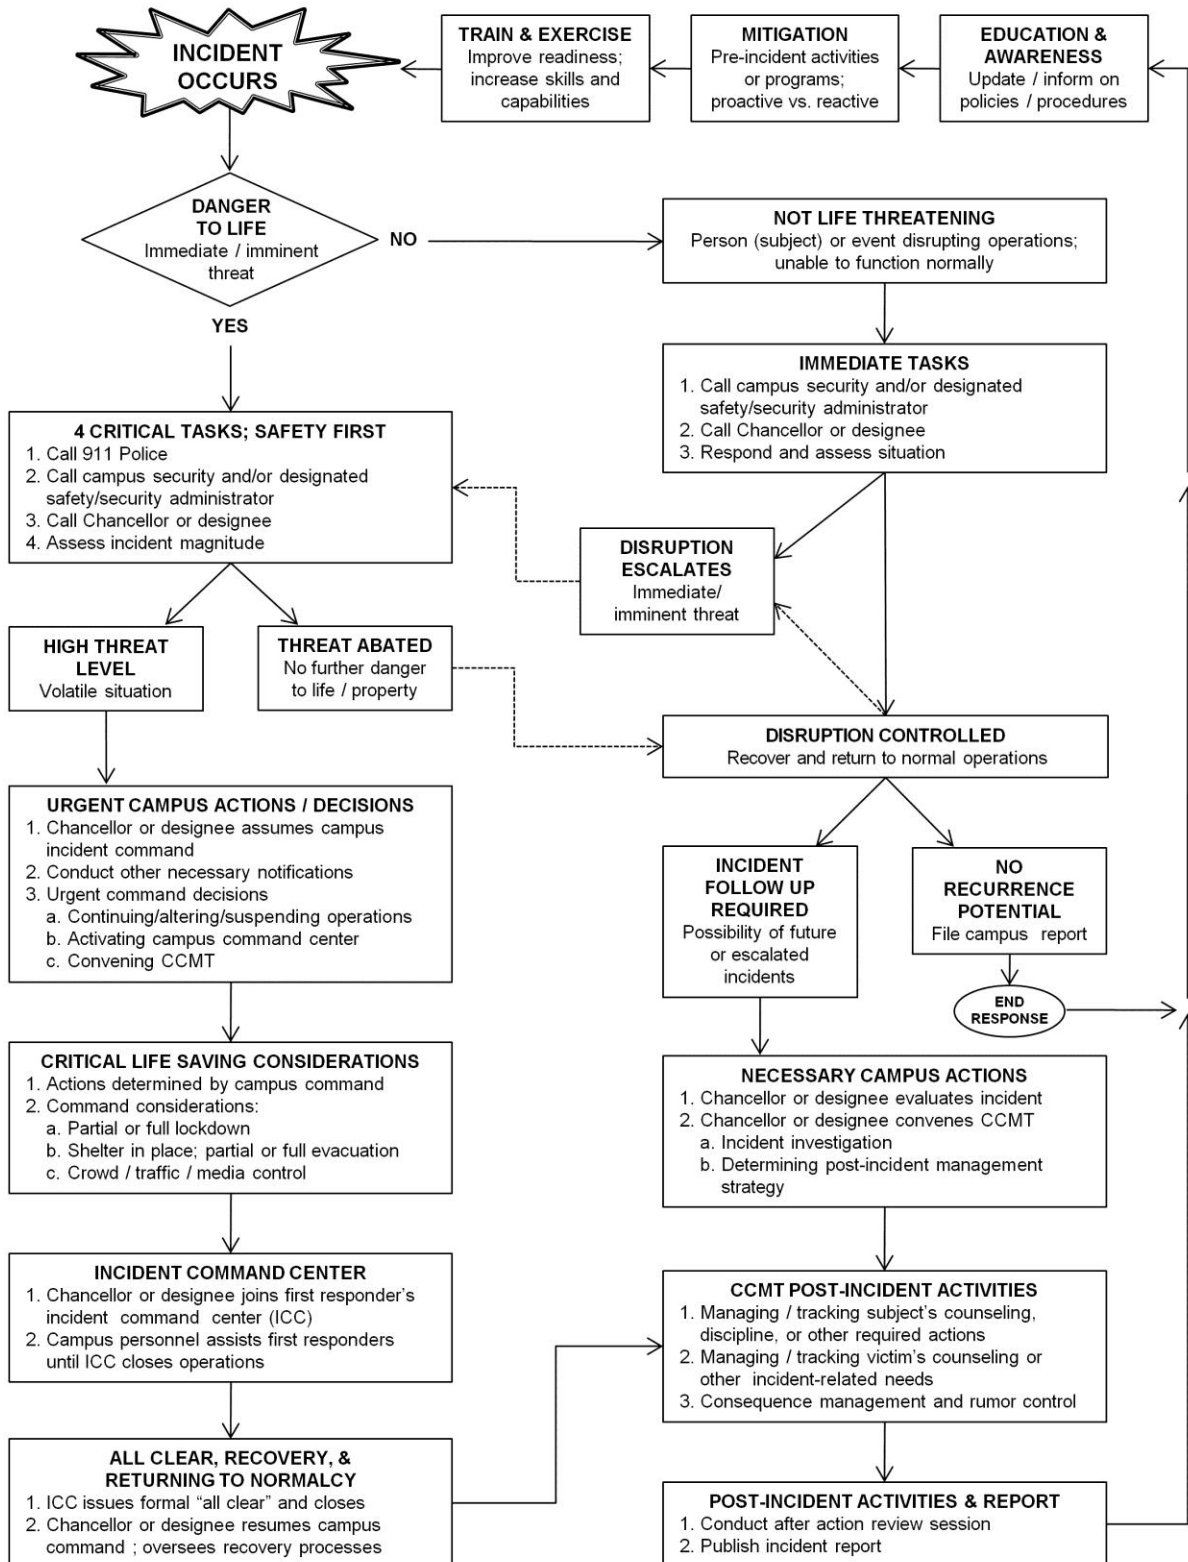 INCIDENT
OCCURS
TRAIN & EXERCISE
Improve readiness;
increase skills and
capabilities
MITIGATION
Pre-incident activities
or programs;
proactive vs. reactive
EDUCATION &
AWARENESS
Update / inform on
policies / procedures
DANGER
TO LIFE
Immediate / imminent
threat
NO
YES
NOT LIFE THREATENING
Person (subject) or event disrupting operations;
unable to function normally
IMMEDIATE TASKS
1. Call campus security and/or designated
safety/security administrator
2. Call Chancellor or designee
3. Respond and assess situation
4 CRITICAL TASKS; SAFETY FIRST
1. Call 911 Police
2. Call campus security and/or designated
safety/security administrator
3. Call Chancellor or designee
4. Assess incident magnitude
DISRUPTION
ESCALATES
Immediate/
imminent threat
HIGH THREAT
LEVEL
Volatile situation
THREAT ABATED
No further danger
to life / property
DISRUPTION CONTROLLED
Recover and return to normal operations
URGENT CAMPUS ACTIONS / DECISIONS
1. Chancellor or designee assumes campus
incident command
2. Conduct other necessary notifications
3. Urgent command decisions
a. Continuing/altering/suspending operations
b. Activating campus command center
c. Convening CCMT
INCIDENT
FOLLOW UP
REQUIRED
Possibility of future
or escalated
incidents
NO
RECURRENCE
POTENTIAL
File campus report
END
RESPONSE
CRITICAL LIFE SAVING CONSIDERATIONS
1. Actions determined by campus command
2. Command considerations:
a. Partial or full lockdown
b. Shelter in place; partial or full evacuation
c. Crowd / traffic / media control
NECESSARY CAMPUS ACTIONS
1. Chancellor or designee evaluates incident
2. Chancellor or designee convenes CCMT
a. Incident investigation
b. Determining post-incident management
strategy
INCIDENT COMMAND CENTER
1. Chancellor or designee joins first responder's
incident command center (ICC)
2. Campus personnel assists first responders
until ICC closes operations
CCMT POST-INCIDENT ACTIVITIES
1. Managing / tracking subject's counseling,
discipline, or other required actions
2. Managing / tracking victim's counseling or
other incident-related needs
3. Consequence management and rumor control
ALL CLEAR, RECOVERY, &
RETURNING TO NORMALCY
1. ICC issues formal “all clear” and closes
2. Chancellor or designee resumes campus
command ; oversees recovery processes
POST-INCIDENT ACTIVITIES & REPORT
1. Conduct after action review session
2. Publish incident report